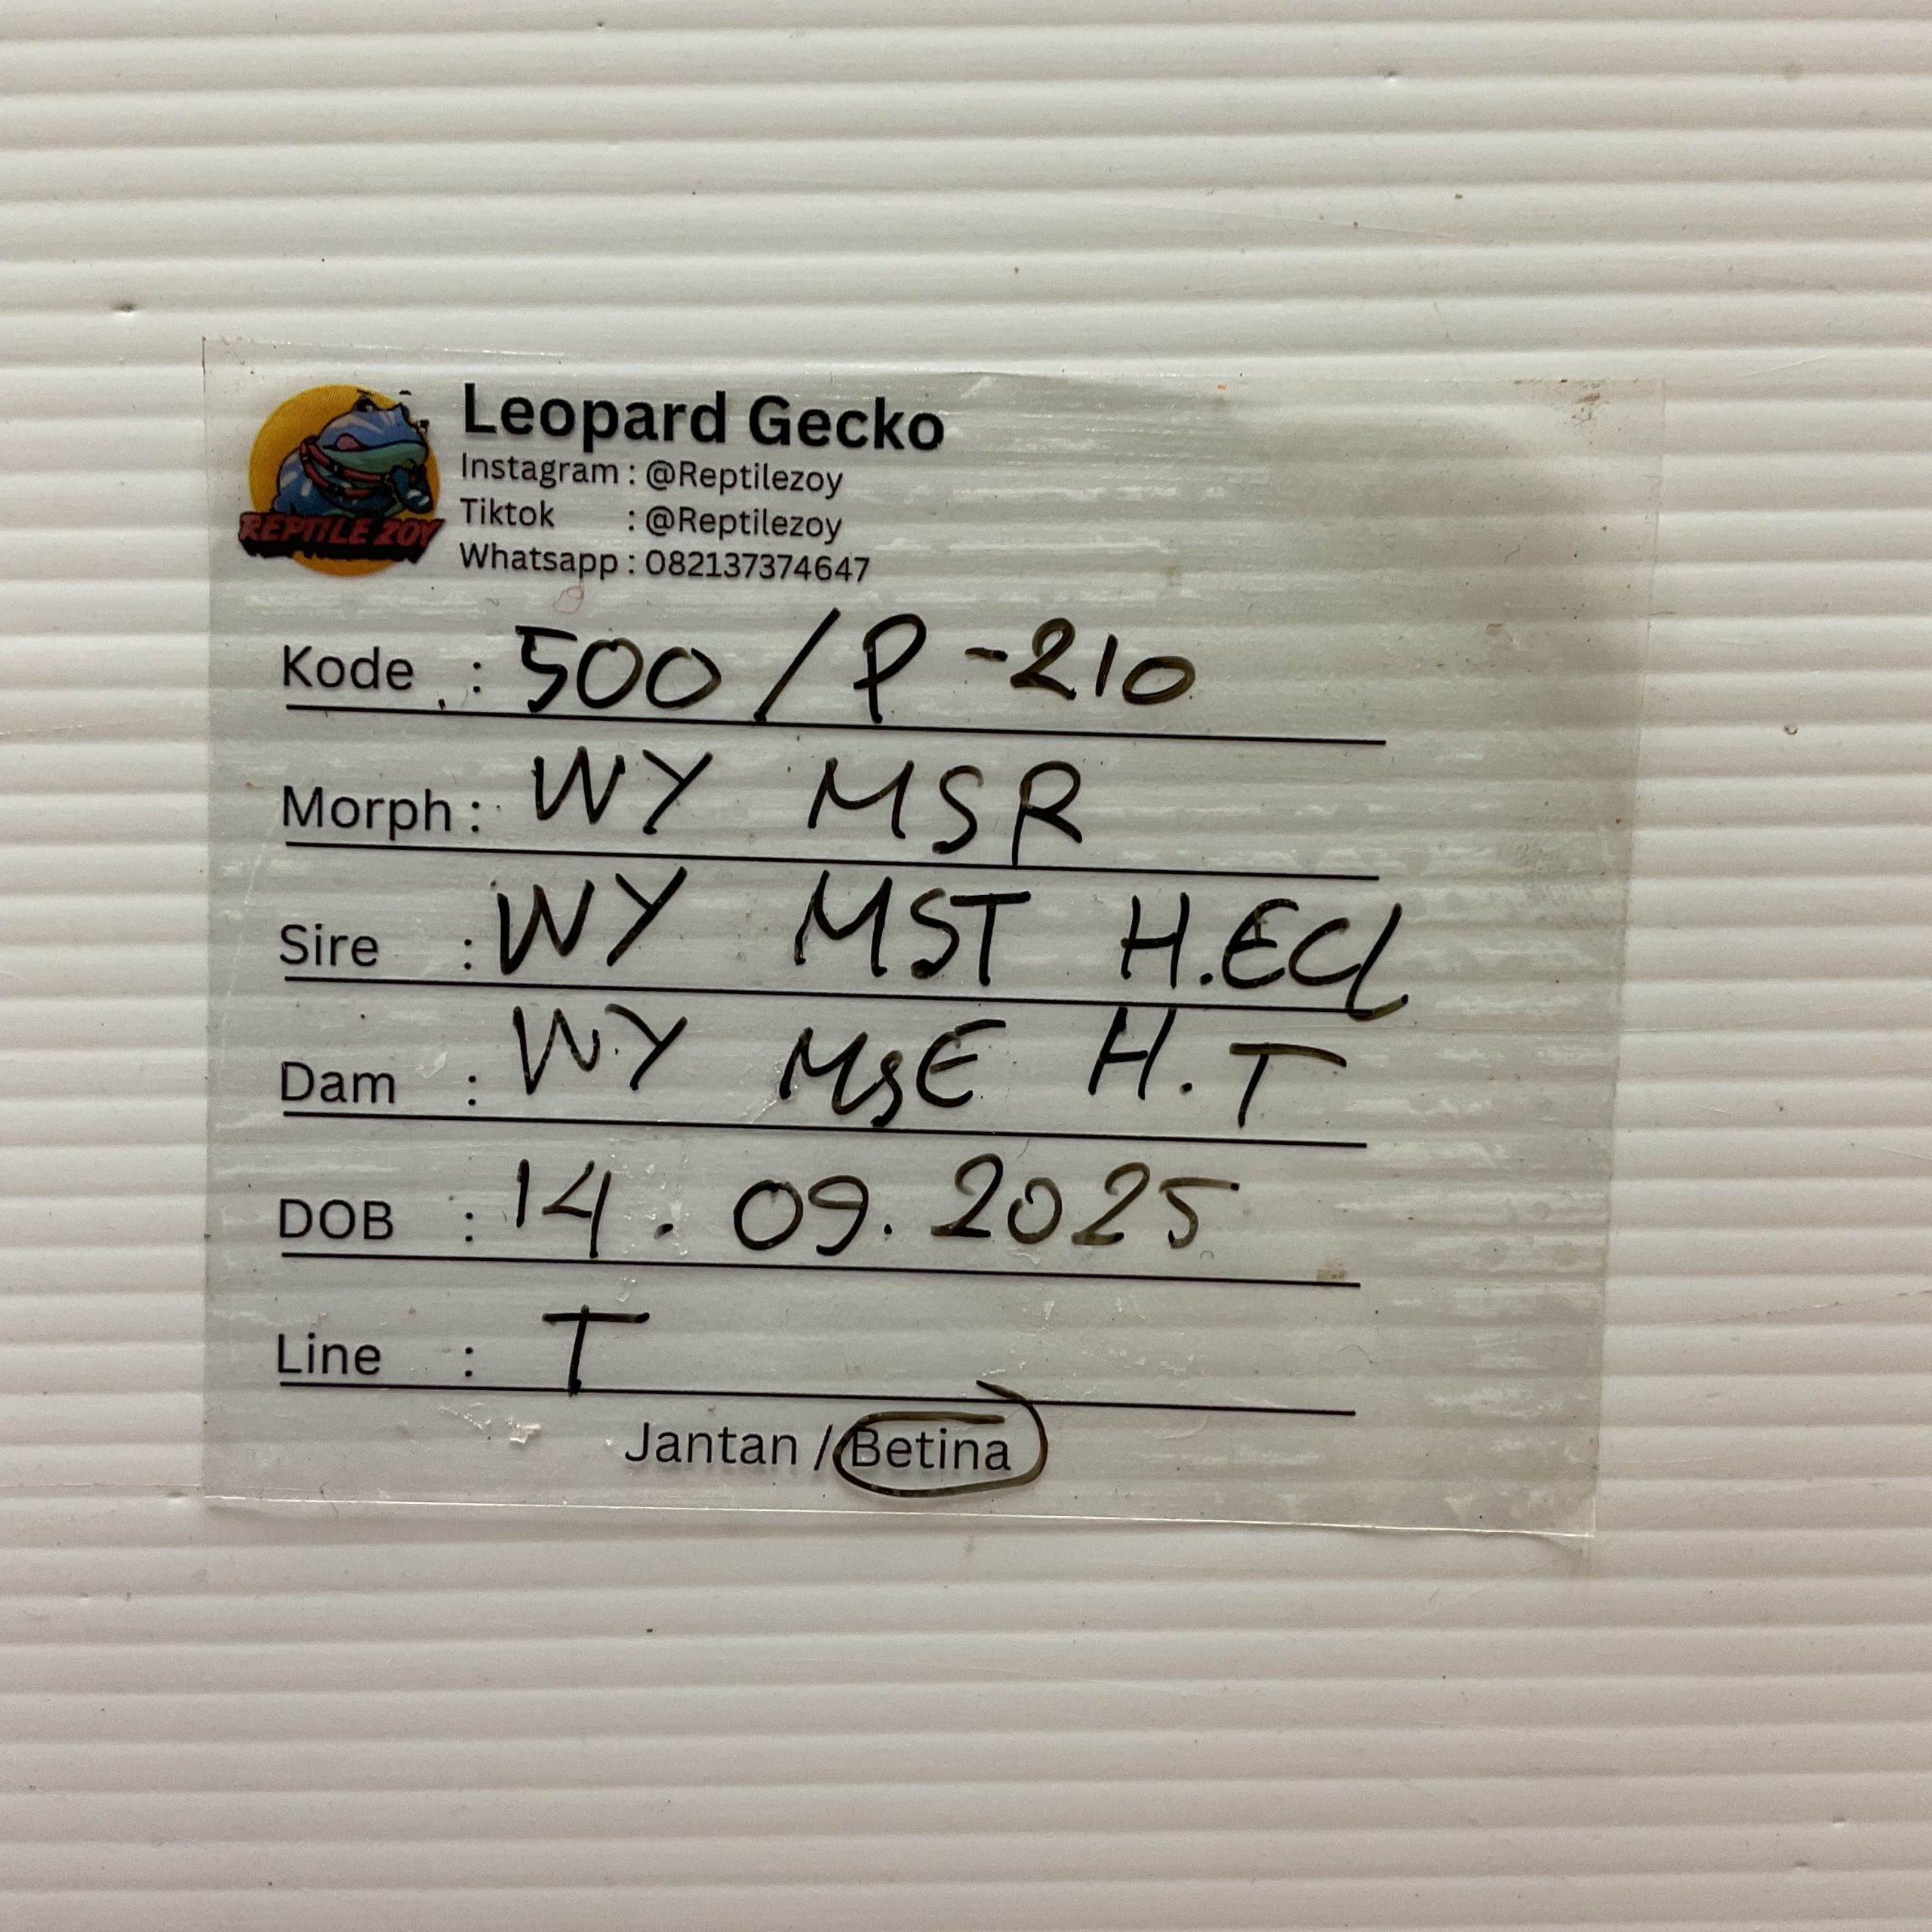 REPTILE ZOY
Leopard Gecko
Instagram : @Reptilezoy
Tiktok : @Reptilezoy
Whatsapp : 082137374647
Kode : 500 / P - 210
Morph : WY MSR
Sire : WY MST H.ECL
Dam : WY MSE H.T
DOB : 14 . 09 . 2025
Line : T
Jantan / Betina